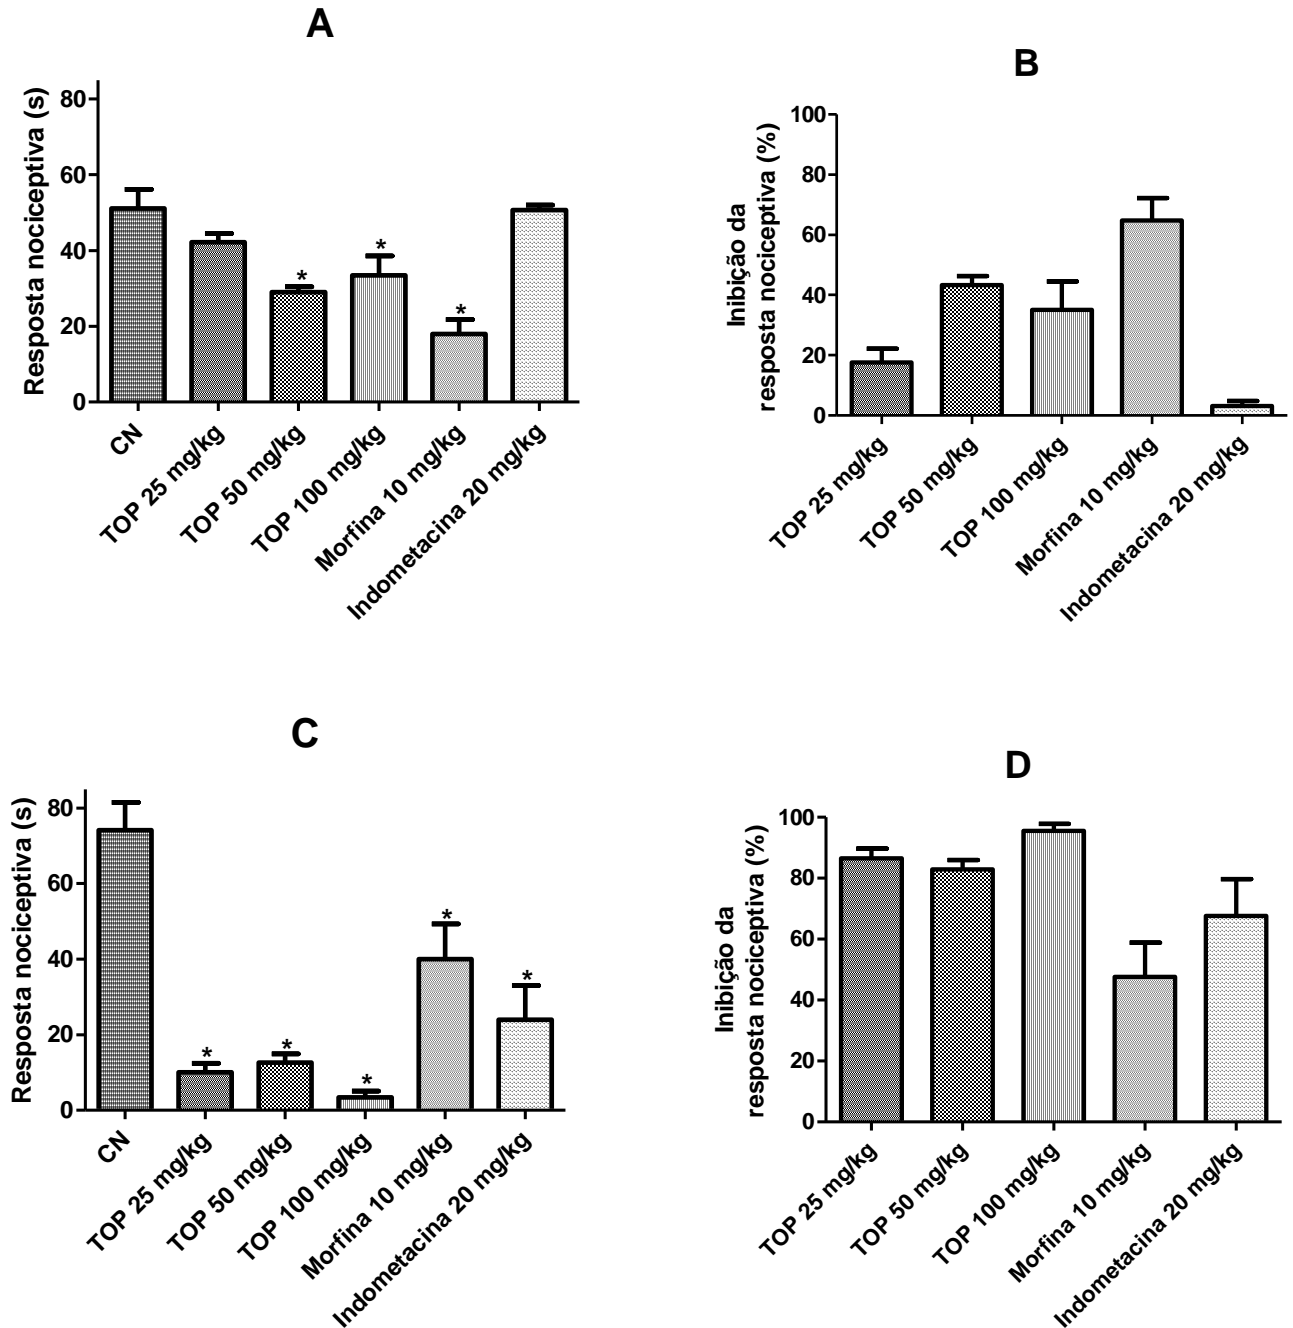 A
Resposta nociceptiva (s)
80
60
40
20
0
*
*
*
CN
TOP 25 mg/kg
TOP 50 mg/kg
TOP 100 mg/kg
Morfina 10 mg/kg
Indometacina 20 mg/kg
B
Inibição da
resposta nociceptiva (%)
100
80
60
40
20
0
TOP 25 mg/kg
TOP 50 mg/kg
TOP 100 mg/kg
Morfina 10 mg/kg
Indometacina 20 mg/kg
C
Resposta nociceptiva (s)
80
60
40
20
0
*
*
*
*
*
CN
TOP 25 mg/kg
TOP 50 mg/kg
TOP 100 mg/kg
Morfina 10 mg/kg
Indometacina 20 mg/kg
D
Inibição da
resposta nociceptiva (%)
100
80
60
40
20
0
TOP 25 mg/kg
TOP 50 mg/kg
TOP 100 mg/kg
Morfina 10 mg/kg
Indometacina 20 mg/kg